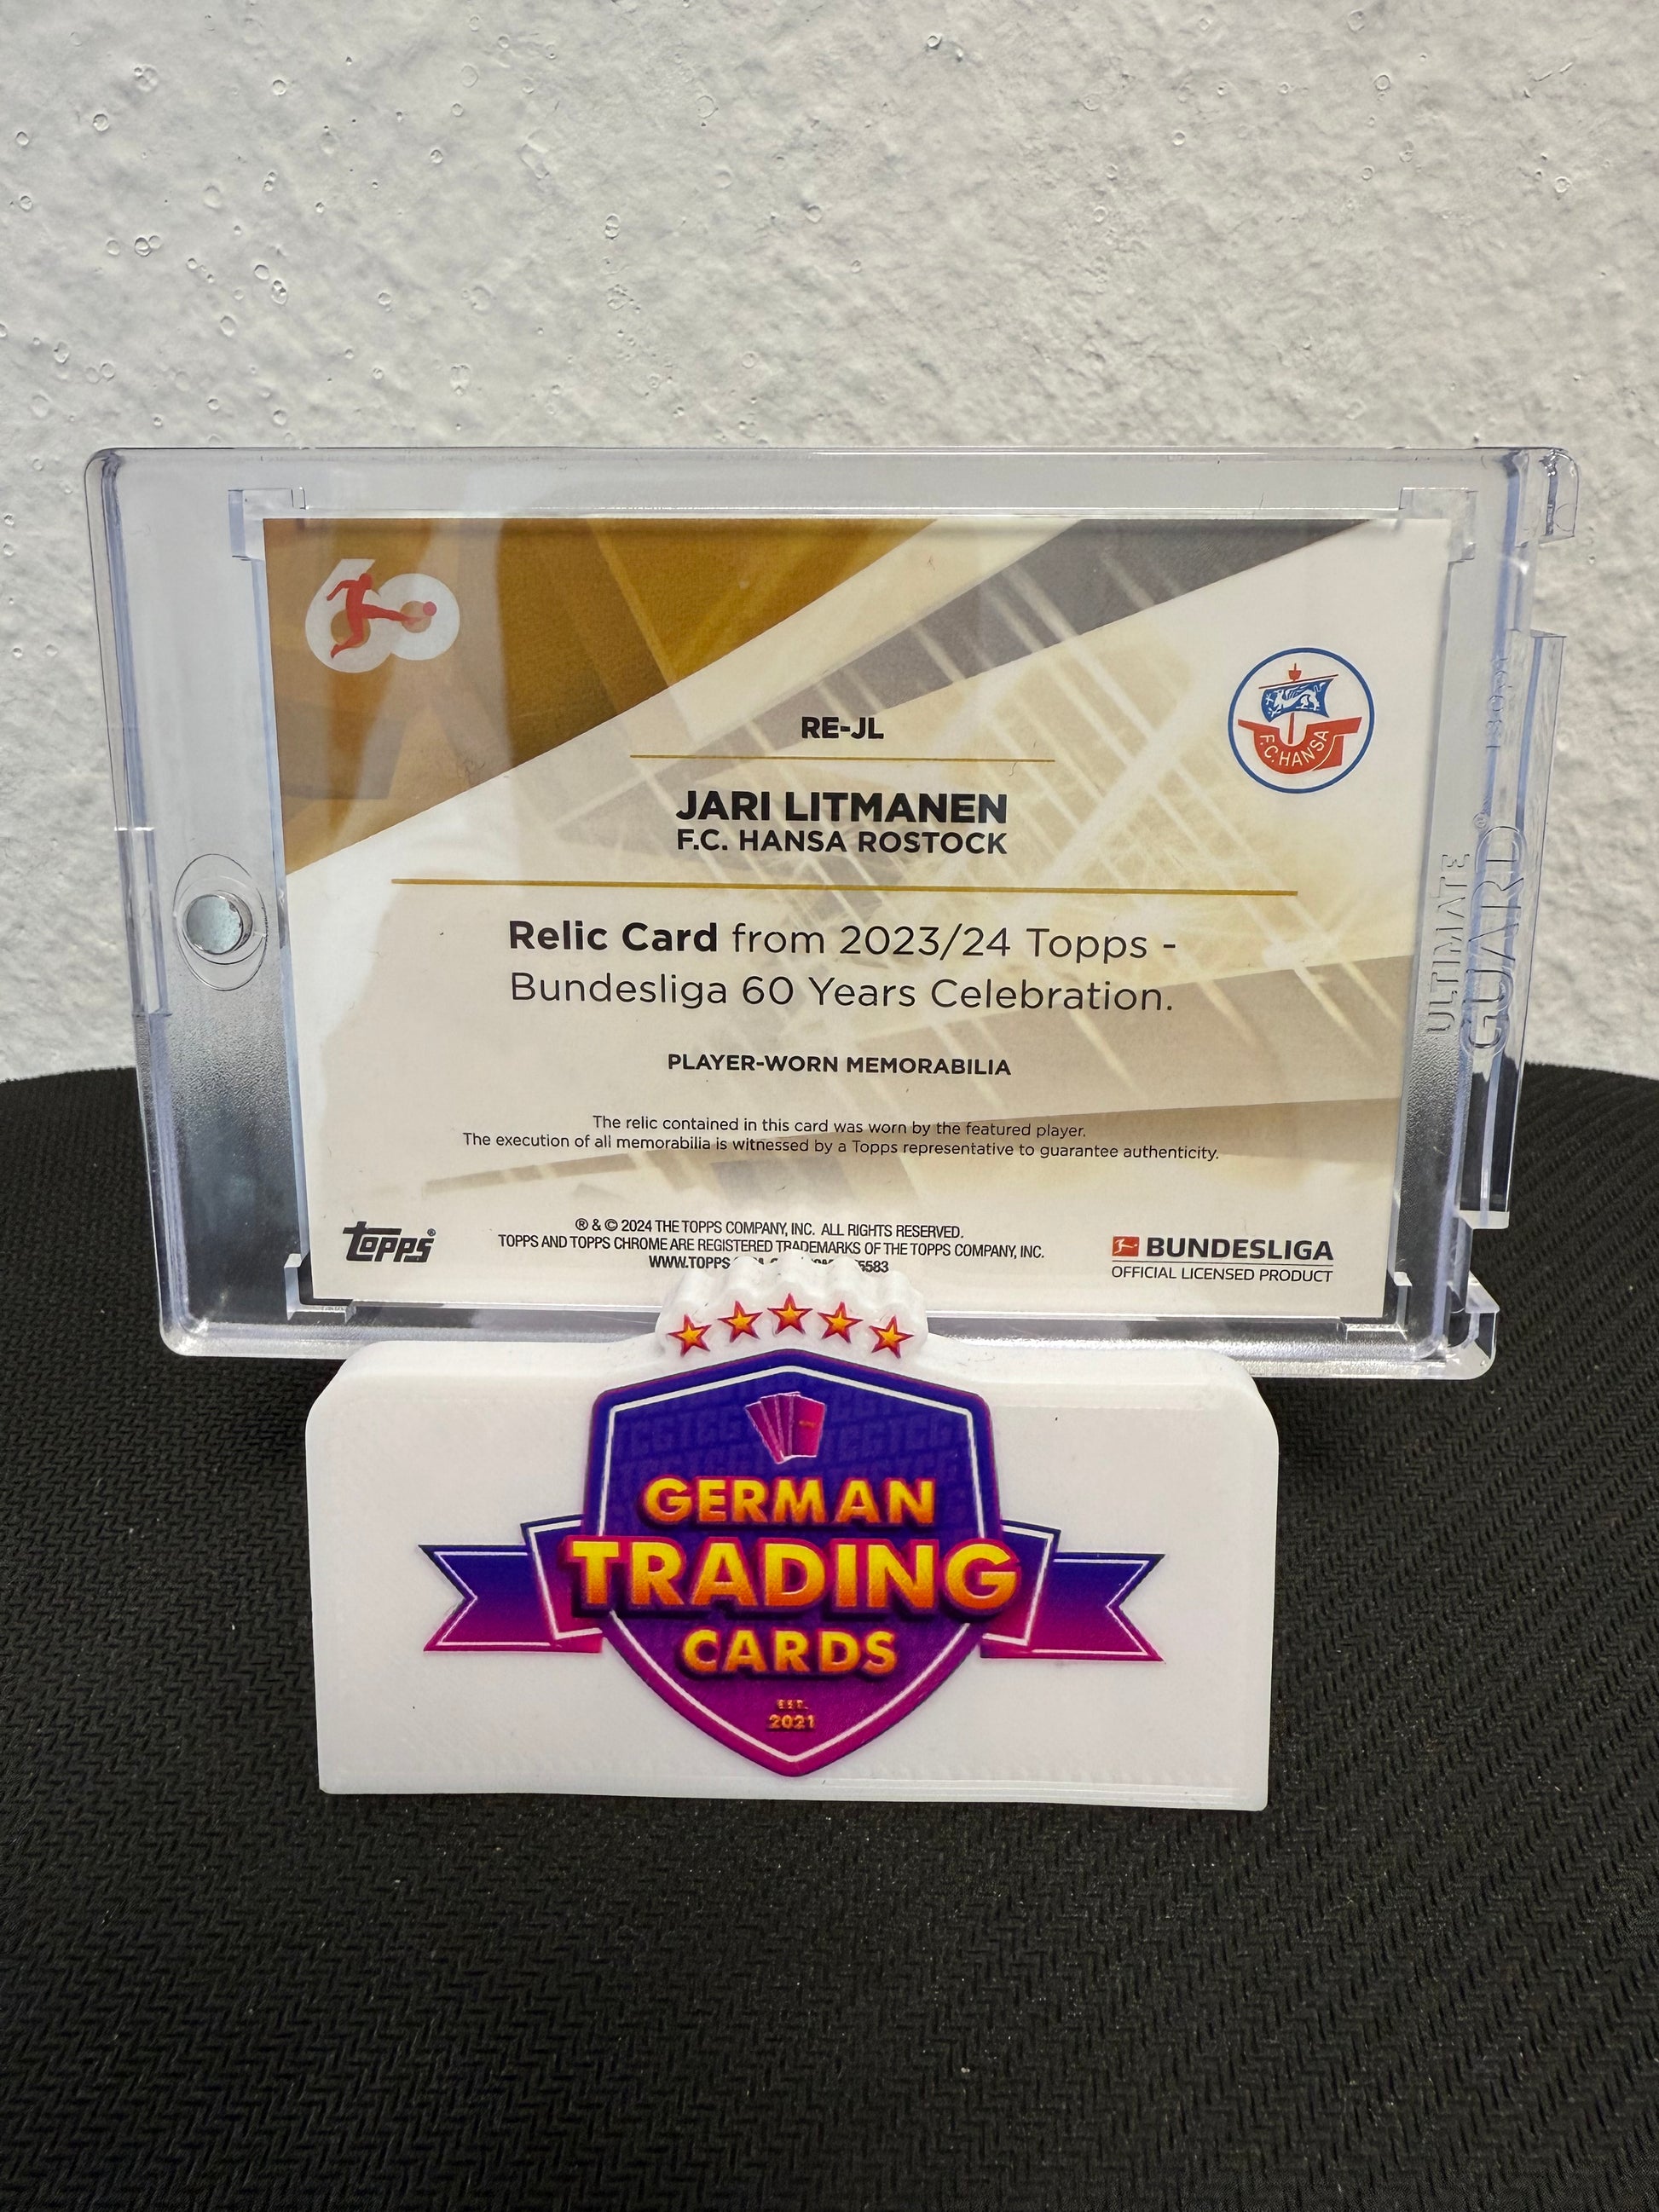 60
RE-JL
F.C. HANSA
JARI LITMANEN
F.C. HANSA ROSTOCK
Relic Card from 2023/24 Topps -
Bundesliga 60 Years Celebration.
PLAYER-WORN MEMORABILIA
The relic contained in this card was worn by the featured player.
The execution of all memorabilia is witnessed by a Topps representative to guarantee authenticity.
topps®
® & © 2024 THE TOPPS COMPANY, INC. ALL RIGHTS RESERVED.
TOPPS AND TOPPS CHROME ARE REGISTERED TRADEMARKS OF THE TOPPS COMPANY, INC.
WWW.TOPPS 5583
BUNDESLIGA
OFFICIAL LICENSED PRODUCT
ULTIMATE
GUARD®
GERMAN
TRADING
CARDS
EST.
2021